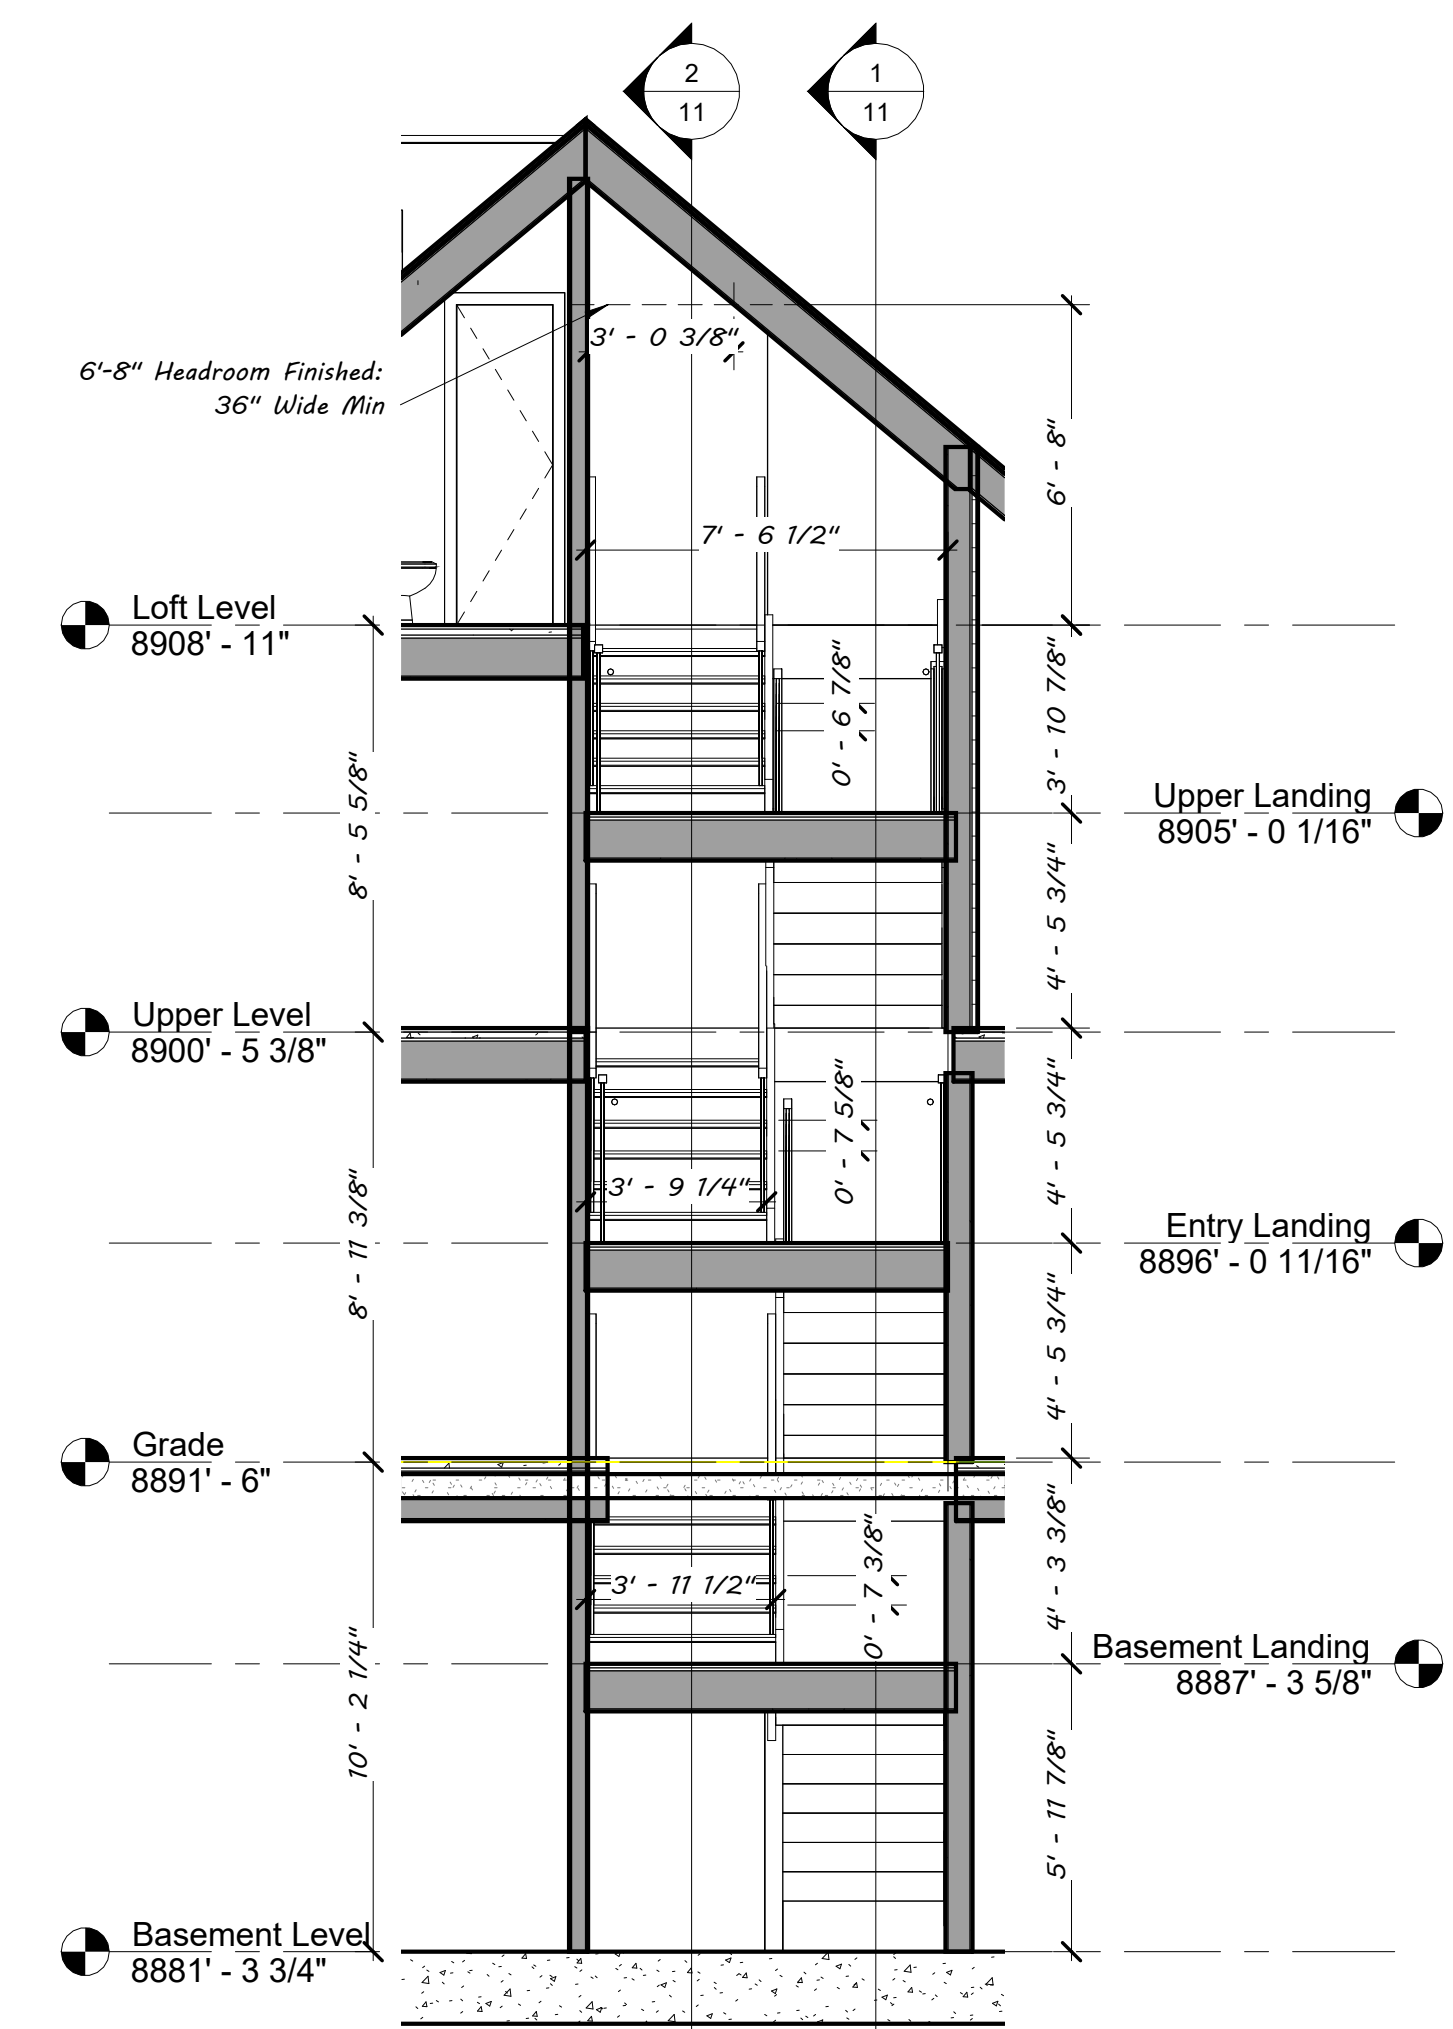 2
11
1
11
3' - 0 3/8"
6'-8" Headroom Finished:
36" Wide Min
6' - 8"
7' - 6 1/2"
Loft Level
8908' - 11"
0' - 6 7/8"
3' - 10 7/8"
8' - 5 5/8"
Upper Landing
8905' - 0 1/16"
4' - 5 3/4"
Upper Level
8900' - 5 3/8"
0' - 7 5/8"
4' - 5 3/4"
3' - 9 1/4"
8' - 11 3/8"
Entry Landing
8896' - 0 11/16"
4' - 5 3/4"
Grade
8891' - 6"
0' - 7 3/8"
4' - 3 3/8"
3' - 11 1/2"
10' - 2 1/4"
Basement Landing
8887' - 3 5/8"
5' - 11 7/8"
Basement Level
8881' - 3 3/4"